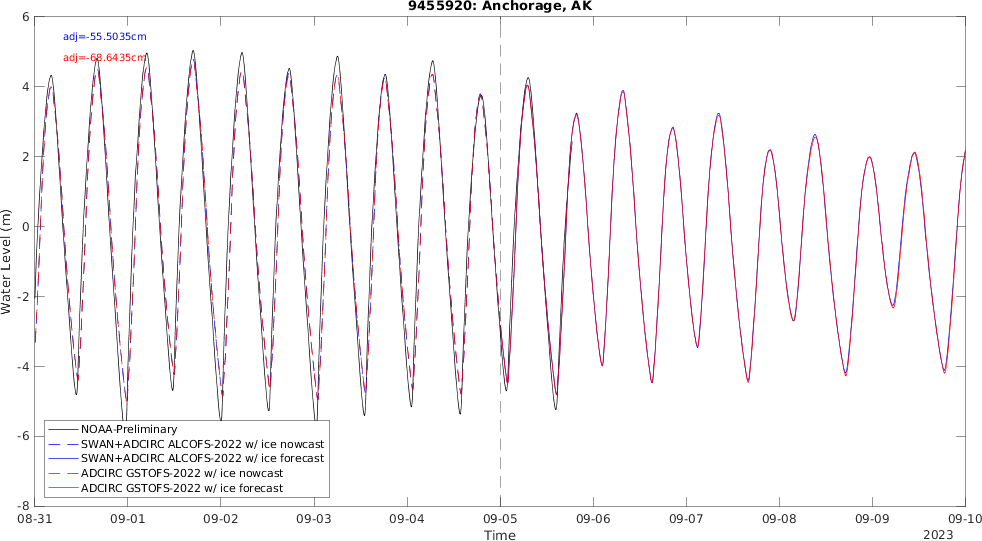 9455920: Anchorage, AK
adj=-55.5035cm
adj=-68.6435cm
Water Level (m)
6
4
2
0
-2
-4
-6
-8
NOAA-Preliminary
SWAN+ADCIRC ALCOFS-2022 w/ ice nowcast
SWAN+ADCIRC ALCOFS-2022 w/ ice forecast
ADCIRC GSTOFS-2022 w/ ice nowcast
ADCIRC GSTOFS-2022 w/ ice forecast
08-31 09-01 09-02 09-03 09-04 09-05 09-06 09-07 09-08 09-09 09-10
Time
2023